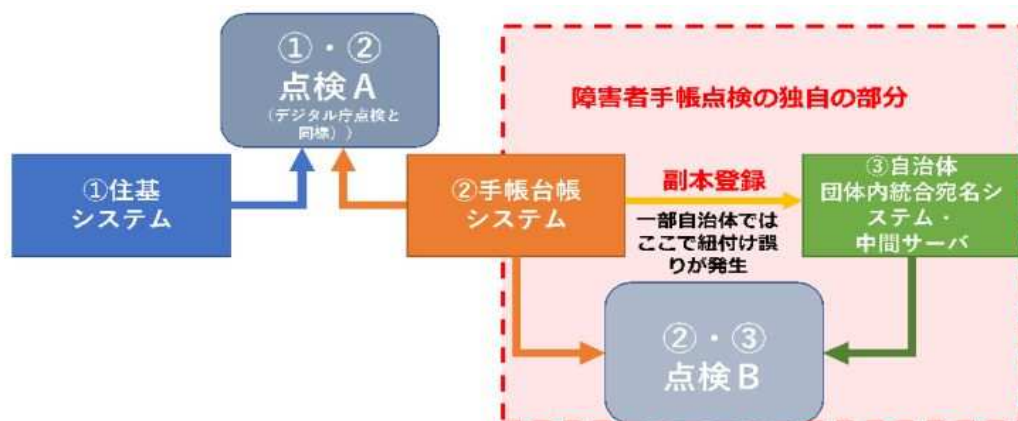 ①・②
点検A
（デジタル庁点検と
同様））
障害者手帳点検の独自の部分
①住基
システム
②手帳台帳
システム
副本登録
一部自治体では
ここで紐付け誤
りが発生
③自治体
団体内統合宛名シ
ステム・
中間サーバ
②・③
点検B